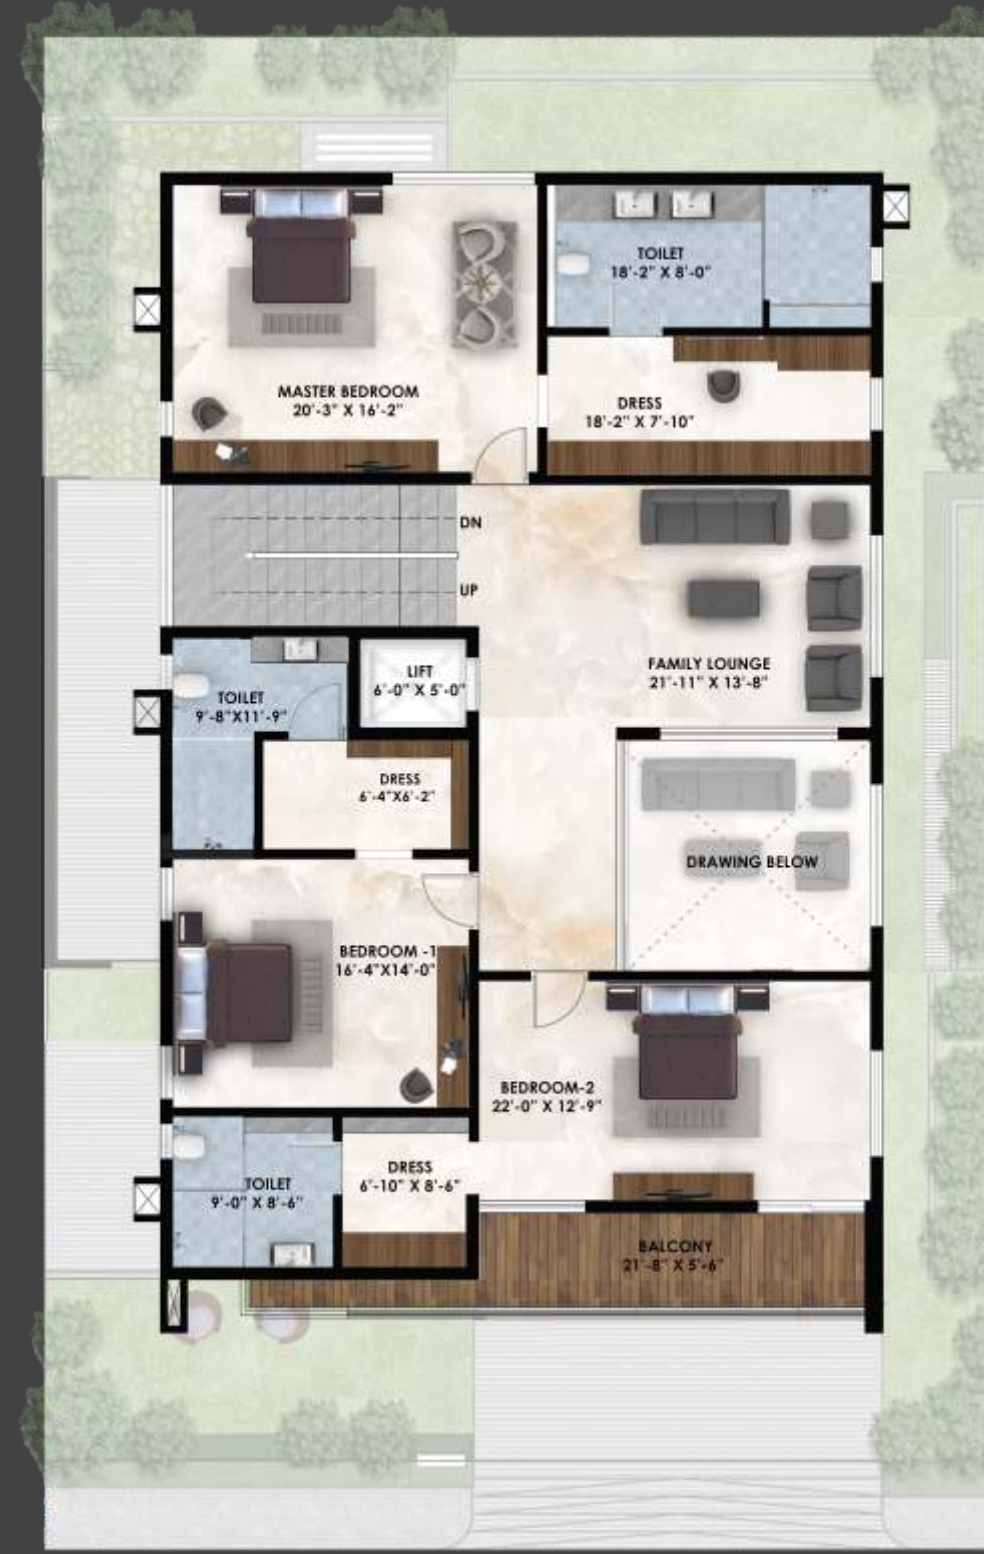 TOILET
18'-2" X 8'-0"
MASTER BEDROOM
20'-3" X 16'-2"
DRESS
18'-2" X 7'-10"
DN
UP
FAMILY LOUNGE
21'-11" X 13'-8"
LIFT
6'-0" X 5'-0"
TOILET
9'-8"X11'-9"
DRESS
6'-4"X6'-2"
DRAWING BELOW
BEDROOM -1
16'-4"X14'-0"
BEDROOM-2
22'-0" X 12'-9"
TOILET
9'-0" X 8'-6"
DRESS
6'-10" X 8'-6"
BALCONY
21'-8" X 5'-6"